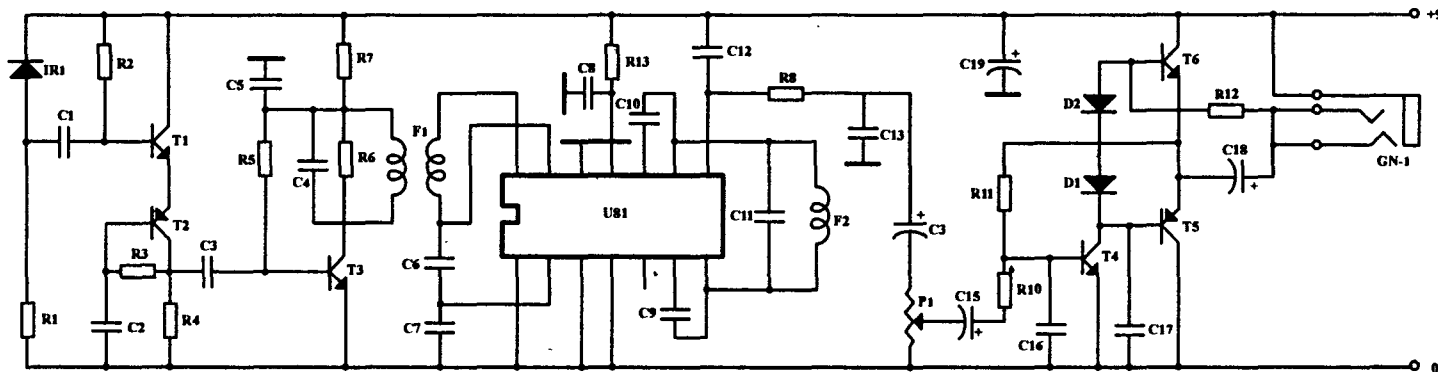 +9
IR1
R2
C1
T1
T2
R3
C2
R4
R1
C3
C5
R7
R5
C4
R6
F1
T3
C6
C7
C8
R13
C10
C12
R8
C13
U81
C11
F2
C9
C3
P1
C15
C19
D2
T6
R12
C18
GN-1
R11
D1
T5
T4
R10
C16
C17
0